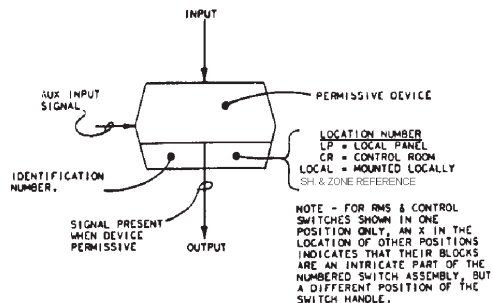 INPUT
AUX INPUT
SIGNAL
PERMISSIVE DEVICE
LOCATION NUMBER
LP = LOCAL PANEL
CR = CONTROL ROOM
LOCAL = MOUNTED LOCALLY
SH. & ZONE REFERENCE
IDENTIFICATION
NUMBER.
SIGNAL PRESENT
WHEN DEVICE
PERMISSIVE
OUTPUT
NOTE - FOR RMS & CONTROL
SWITCHES SHOWN IN ONE
POSITION ONLY, AN X IN THE
LOCATION OF OTHER POSITIONS
INDICATES THAT THEIR BLOCKS
ARE AN INTRICATE PART OF THE
NUMBERED SWITCH ASSEMBLY, BUT
A DIFFERENT POSITION OF THE
SWITCH HANDLE.